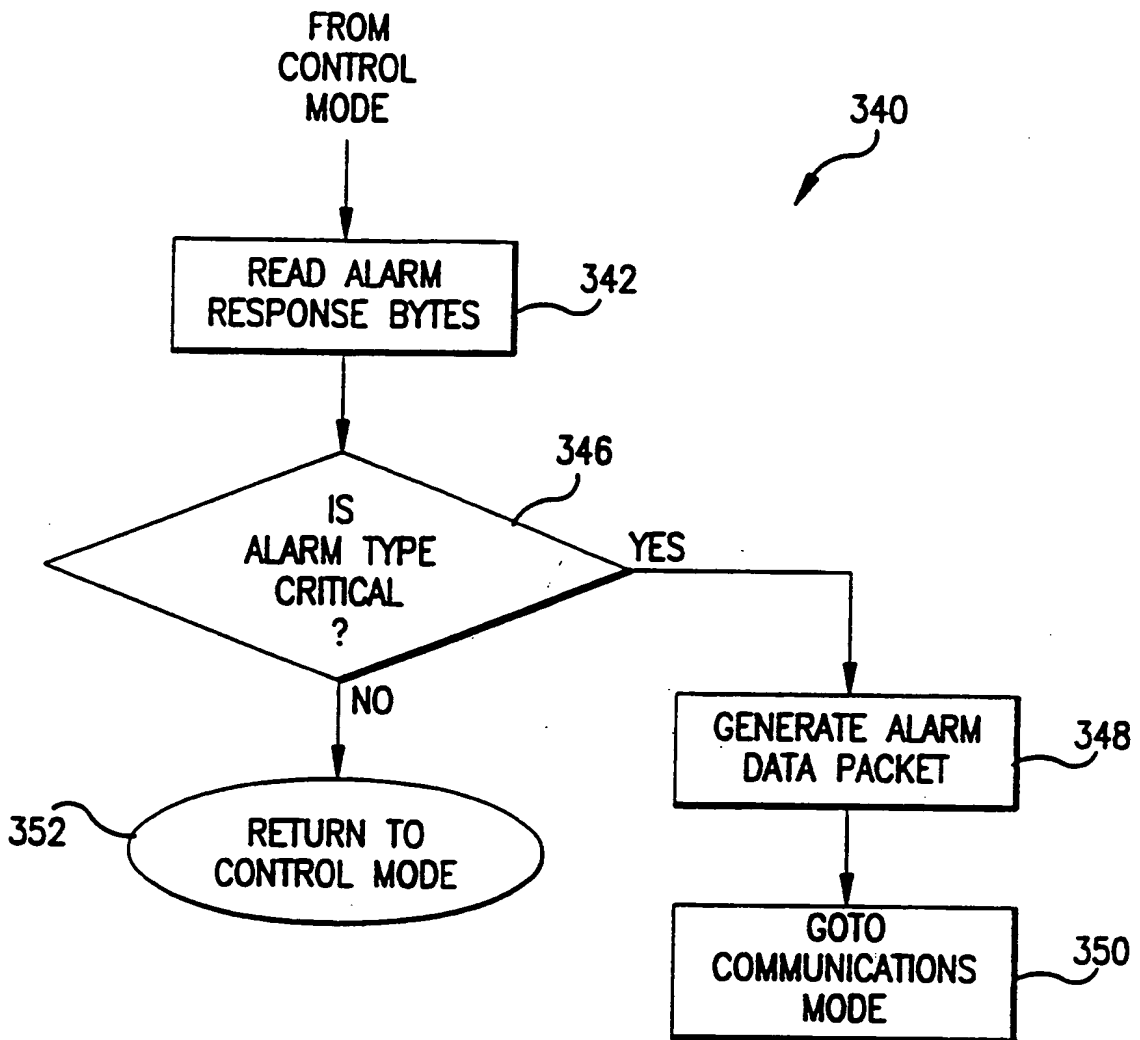 FROM
CONTROL
MODE
340
READ ALARM
RESPONSE BYTES
342
346
IS
ALARM TYPE
CRITICAL
?
YES
NO
GENERATE ALARM
DATA PACKET
348
352
RETURN TO
CONTROL MODE
GOTO
COMMUNICATIONS
MODE
350